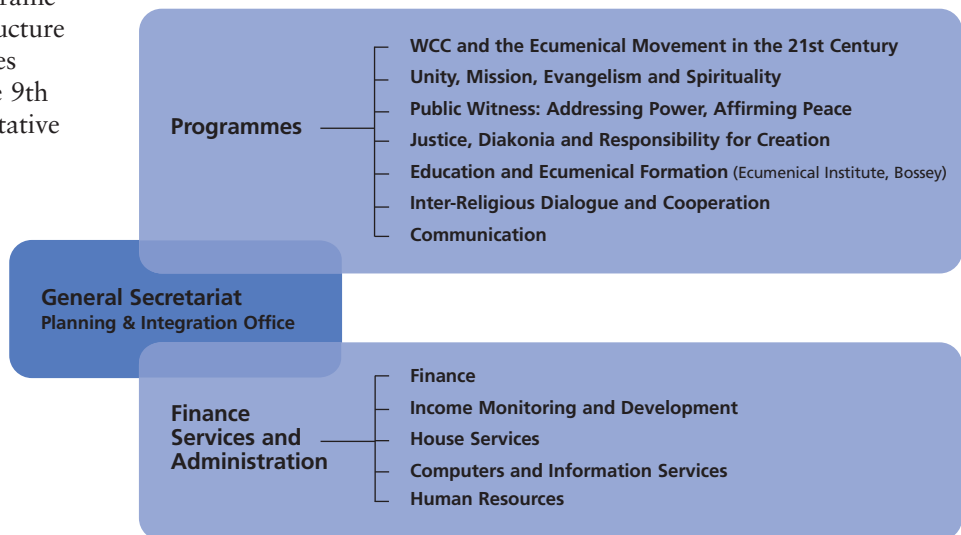 9th
Programmes
WCC and the Ecumenical Movement in the 21st Century
Unity, Mission, Evangelism and Spirituality
Public Witness: Addressing Power, Affirming Peace
Justice, Diakonia and Responsibility for Creation
Education and Ecumenical Formation (Ecumenical Institute, Bossey)
Inter-Religious Dialogue and Cooperation
Communication
General Secretariat
Planning & Integration Office
Finance
Services and
Administration
Finance
Income Monitoring and Development
House Services
Computers and Information Services
Human Resources